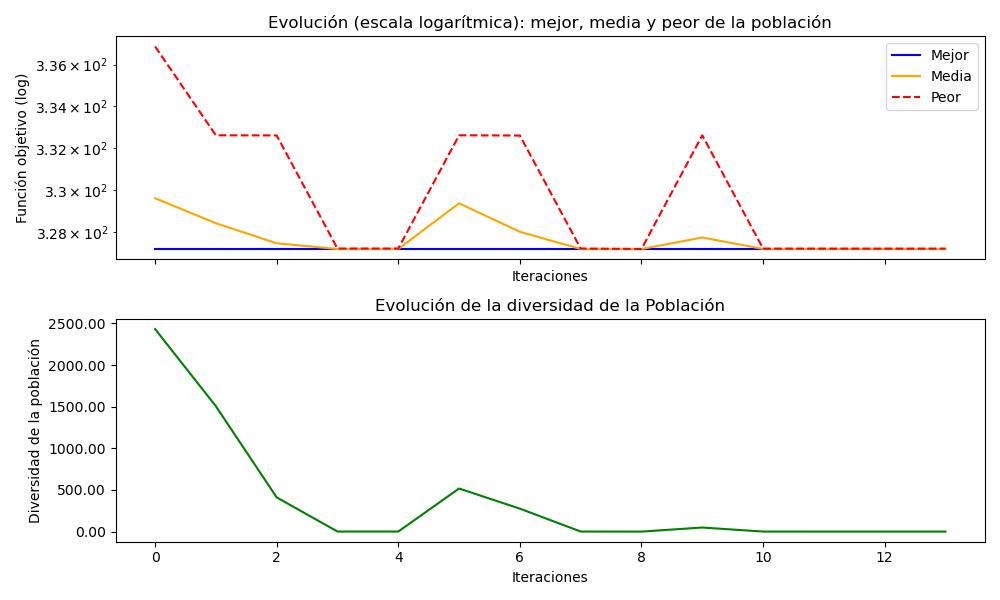 Evolución (escala logarítmica): mejor, media y peor de la población
Función objetivo (log)
3.36 × 10²
3.34 × 10²
3.32 × 10²
3.3 × 10²
3.28 × 10²
Mejor
Media
Peor
Iteraciones
Evolución de la diversidad de la Población
Diversidad de la población
2500.00
2000.00
1500.00
1000.00
500.00
0.00
0 2 4 6 8 10 12
Iteraciones